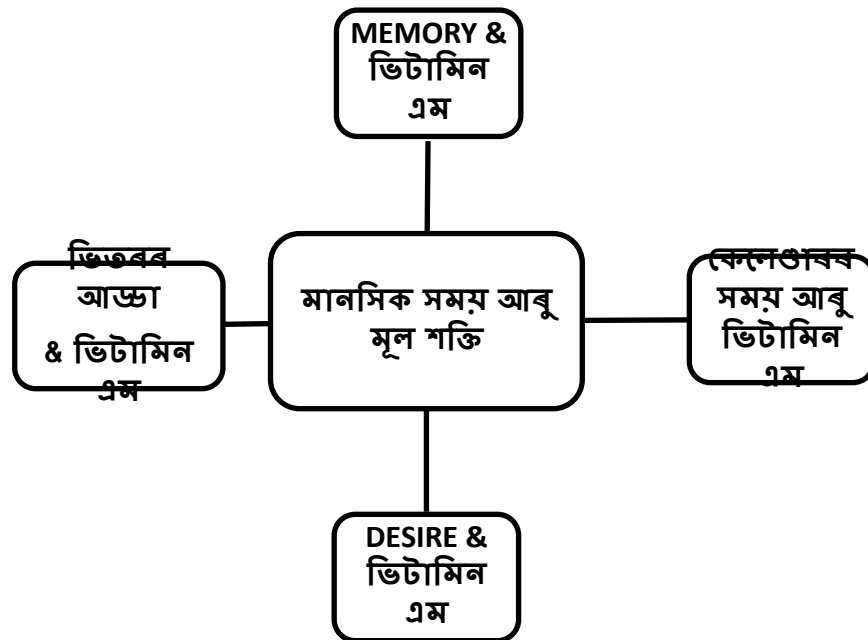 MEMORY &
ভিটামিন
এম
ভিতৰৰ
আড্ডা
& ভিটামিন
এম
মানসিক সময় আৰু
মূল শক্তি
কেলেণ্ডাৰৰ
সময় আৰু
ভিটামিন
এম
DESIRE &
ভিটামিন
এম